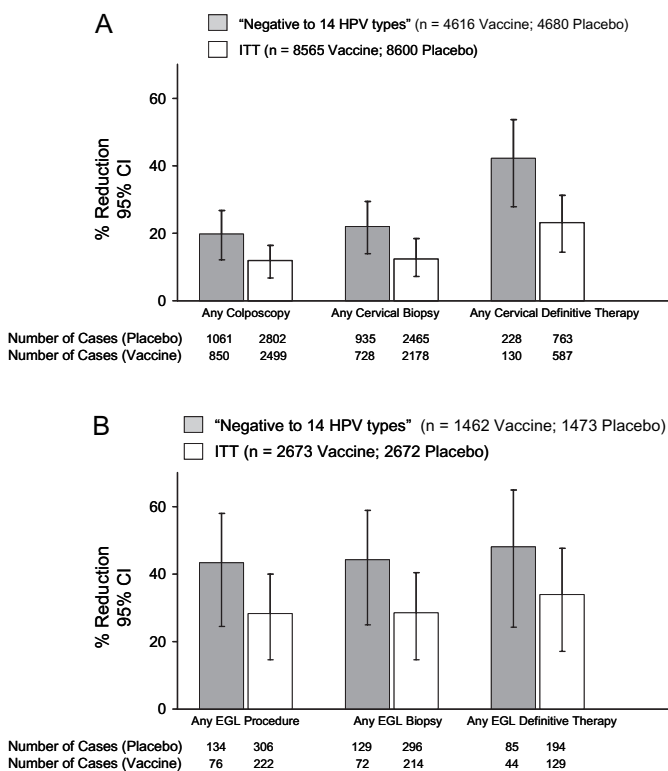 A
“Negative to 14 HPV types” (n = 4616 Vaccine; 4680 Placebo)
ITT (n = 8565 Vaccine; 8600 Placebo)
% Reduction
95% CI
60
40
20
0
Any Colposcopy Any Cervical Biopsy Any Cervical Definitive Therapy
Number of Cases (Placebo) 1061 2802 935 2465 228 763
Number of Cases (Vaccine) 850 2499 728 2178 130 587
B
“Negative to 14 HPV types” (n = 1462 Vaccine; 1473 Placebo)
ITT (n = 2673 Vaccine; 2672 Placebo)
% Reduction
95% CI
60
40
20
0
Any EGL Procedure Any EGL Biopsy Any EGL Definitive Therapy
Number of Cases (Placebo) 134 306 129 296 85 194
Number of Cases (Vaccine) 76 222 72 214 44 129